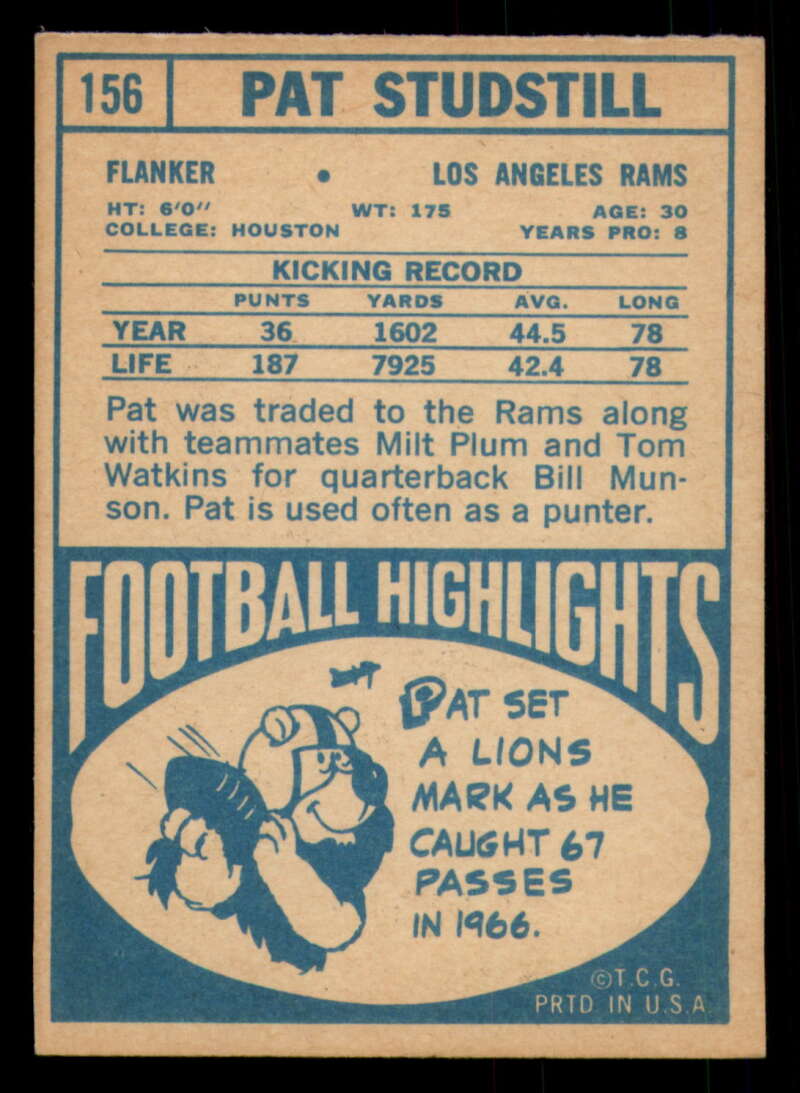 156 PAT STUDSTILL
FLANKER • LOS ANGELES RAMS
HT: 6'0" WT: 175 AGE: 30
COLLEGE: HOUSTON YEARS PRO: 8
KICKING RECORD
PUNTS YARDS AVG. LONG
YEAR 36 1602 44.5 78
LIFE 187 7925 42.4 78
Pat was traded to the Rams along
with teammates Milt Plum and Tom
Watkins for quarterback Bill Mun-
son. Pat is used often as a punter.
FOOTBALL HIGHLIGHTS
PAT SET
A LIONS
MARK AS HE
CAUGHT 67
PASSES
IN 1966.
©T.C.G.
PRTD IN U.S.A